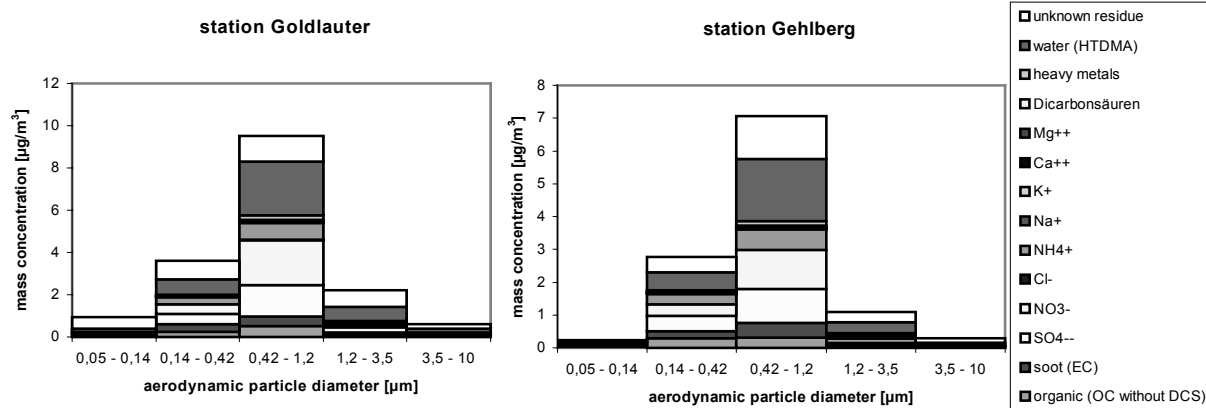 station Goldlauter
mass concentration [µg/m³]
12
10
8
6
4
2
0
0,05 - 0,14
0,14 - 0,42
0,42 - 1,2
1,2 - 3,5
3,5 - 10
aerodynamic particle diameter [µm]
station Gehlberg
mass concentration [µg/m³]
8
7
6
5
4
3
2
1
0
0,05 - 0,14
0,14 - 0,42
0,42 - 1,2
1,2 - 3,5
3,5 - 10
aerodynamic particle diameter [µm]
unknown residue
water (HTDMA)
heavy metals
Dicarbonsäuren
Mg++
Ca++
K+
Na+
NH4+
Cl-
NO3-
SO4--
soot (EC)
organic (OC without DCS)